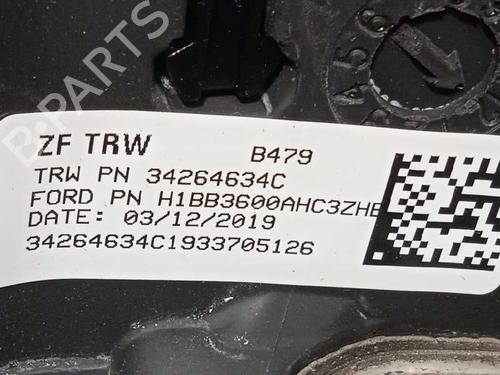 B-PARTS
ZF TRW B479
TRW PN 34264634C
FORD PN H1BB3600AHC3ZHE
DATE: 03/12/2019
34264634C1933705126